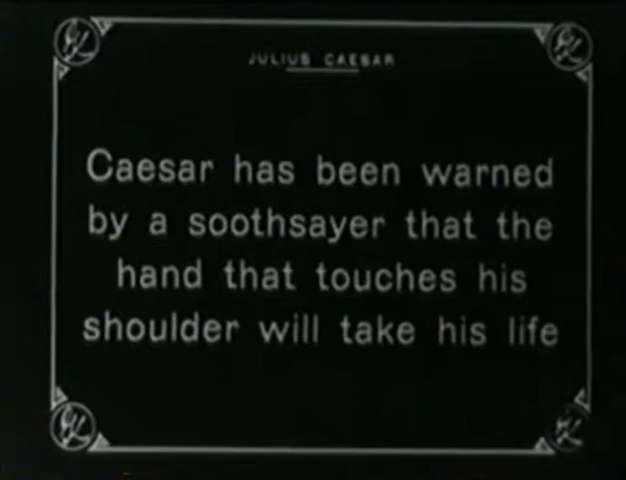 JULIUS CAESAR
Caesar has been warned
by a soothsayer that the
hand that touches his
shoulder will take his life